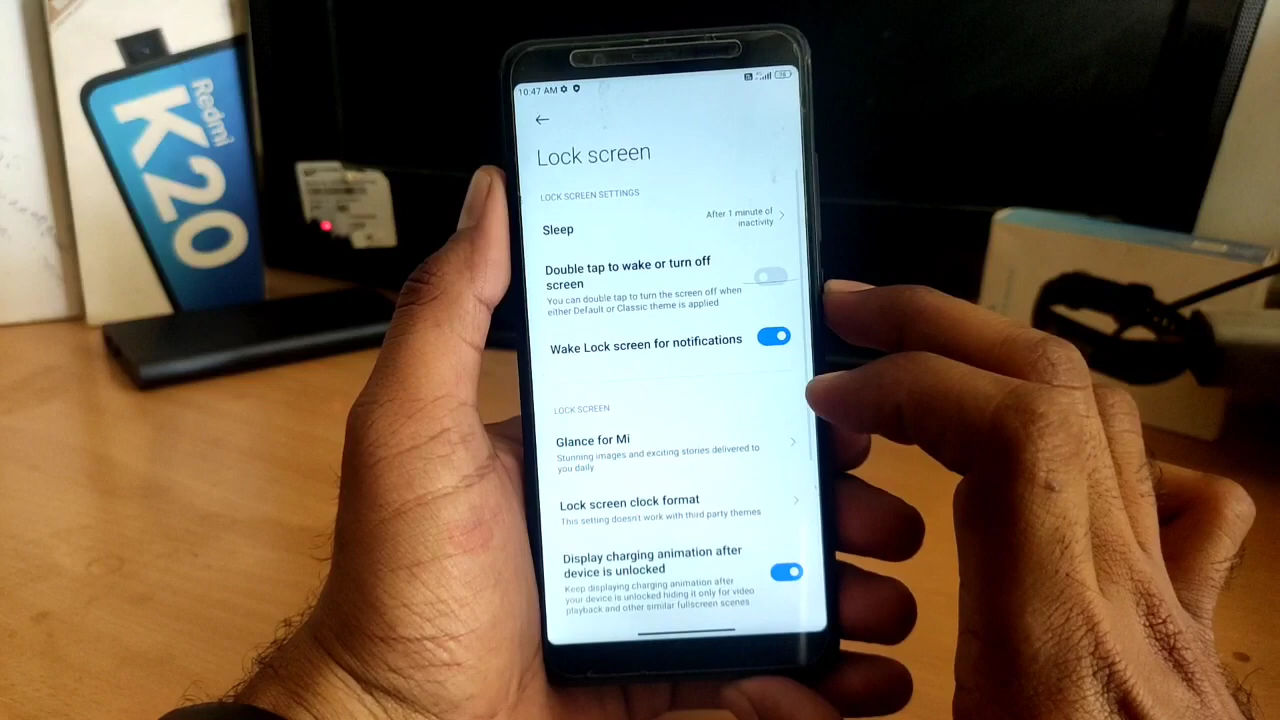 Redmi
K20
10:47 AM
Lock screen
LOCK SCREEN SETTINGS
Sleep
After 1 minute of
inactivity
Double tap to wake or turn off
screen
You can double tap to turn the screen off when
either Default or Classic theme is applied
Wake Lock screen for notifications
LOCK SCREEN
Glance for Mi
Stunning images and exciting stories delivered to
you daily
Lock screen clock format
This setting doesn't work with third party themes
Display charging animation after
device is unlocked
Keep displaying charging animation after
your device is unlocked hiding it only for video
playback and other similar fullscreen scenes